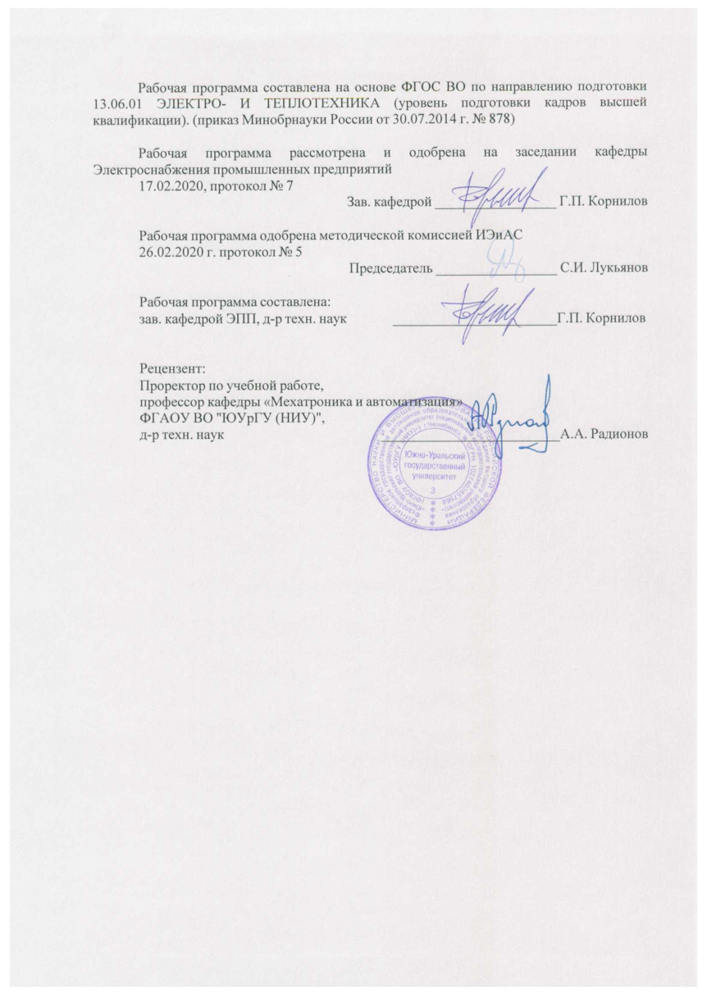 Рабочая программа составлена на основе ФГОС ВО по направлению подготовки
13.06.01 ЭЛЕКТРО- И ТЕПЛОТЕХНИКА (уровень подготовки кадров высшей
квалификации). (приказ Минобрнауки России от 30.07.2014 г. № 878)
Рабочая программа рассмотрена и одобрена на заседании кафедры
Электроснабжения промышленных предприятий
17.02.2020, протокол № 7
Зав. кафедрой _________________ Г.П. Корнилов
Рабочая программа одобрена методической комиссией ИЭиАС
26.02.2020 г. протокол № 5
Председатель _________________ С.И. Лукьянов
Рабочая программа составлена:
зав. кафедрой ЭПП, д-р техн. наук _______________________Г.П. Корнилов
Рецензент:
Проректор по учебной работе,
профессор кафедры «Мехатроника и автоматизация»
ФГАОУ ВО "ЮУрГУ (НИУ)",
д-р техн. наук _______________________А.А. Радионов
Южно-Уральский
государственный
университет
3